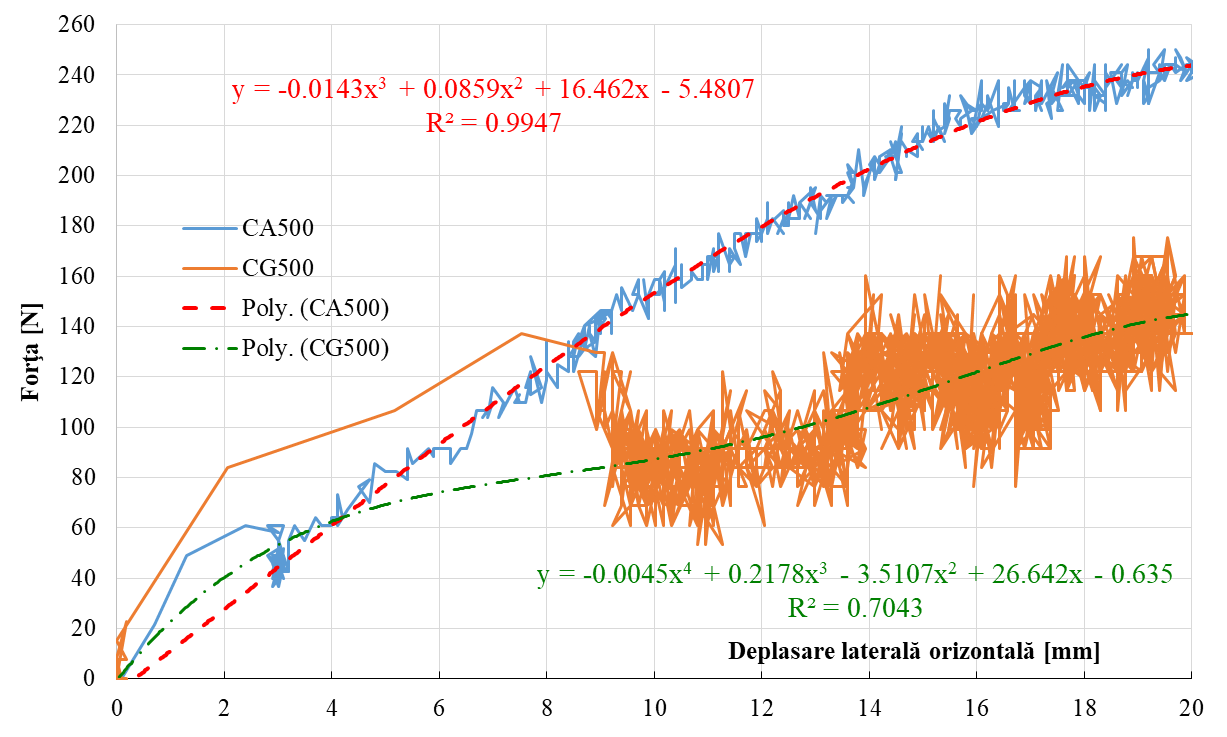 260
240
220
200
180
160
140
120
100
80
60
40
20
0
Forţa [N]
y = -0.0143x³ + 0.0859x² + 16.462x - 5.4807
R² = 0.9947
CA500
CG500
Poly. (CA500)
Poly. (CG500)
y = -0.0045x⁴ + 0.2178x³ - 3.5107x² + 26.642x - 0.635
R² = 0.7043
Deplasare laterală orizontală [mm]
0 2 4 6 8 10 12 14 16 18 20